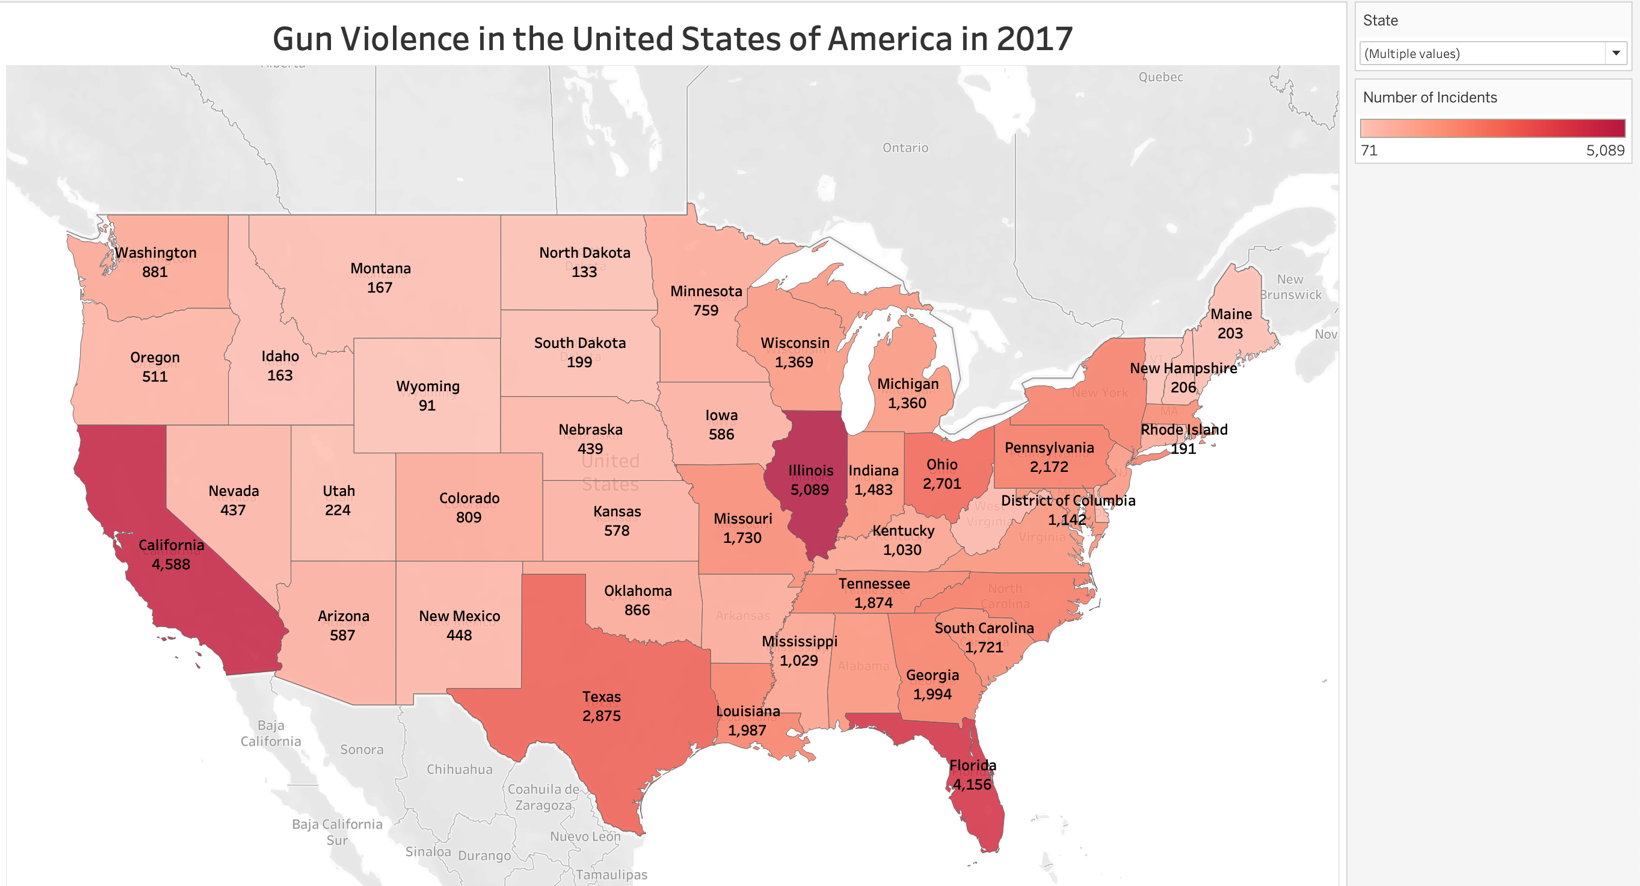 Gun Violence in the United States of America in 2017
State
(Multiple values)
Number of Incidents
71 5,089
Quebec
Ontario
New
Brunswick
Nov
Washington
881
Montana
167
North Dakota
133
Minnesota
759
Maine
203
Oregon
511
Idaho
163
Wyoming
91
South Dakota
199
Wisconsin
1,369
Michigan
1,360
VT
New Hampshire
206
New York
MA
Rhode Island
191
Nebraska
439
Iowa
586
United
States
Illinois
5,089
Indiana
1,483
Ohio
2,701
Pennsylvania
2,172
Nevada
437
Utah
224
Colorado
809
Kansas
578
Missouri
1,730
Kentucky
1,030
West
Virginia
District of Columbia
1,142
Virginia
California
4,588
Arizona
587
New Mexico
448
Oklahoma
866
Arkansas
Tennessee
1,874
North
Carolina
South Carolina
1,721
Mississippi
1,029
Alabama
Georgia
1,994
Texas
2,875
Louisiana
1,987
Florida
4,156
Baja
California
Sonora
Chihuahua
Coahuila de
Zaragoza
Baja California
Sur
Sinaloa
Durango
Nuevo León
Tamaulipas